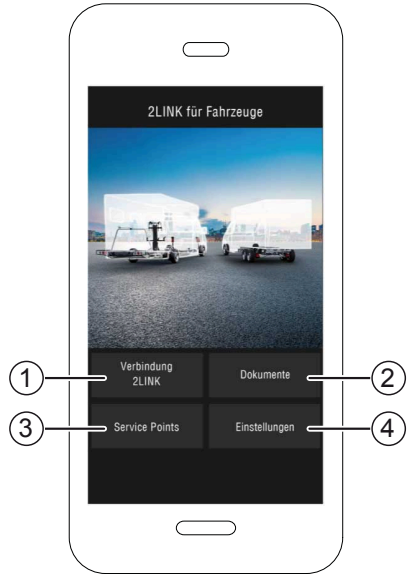 2LINK für Fahrzeuge
1
Verbindung
2LINK
Dokumente
2
3
Service Points
Einstellungen
4